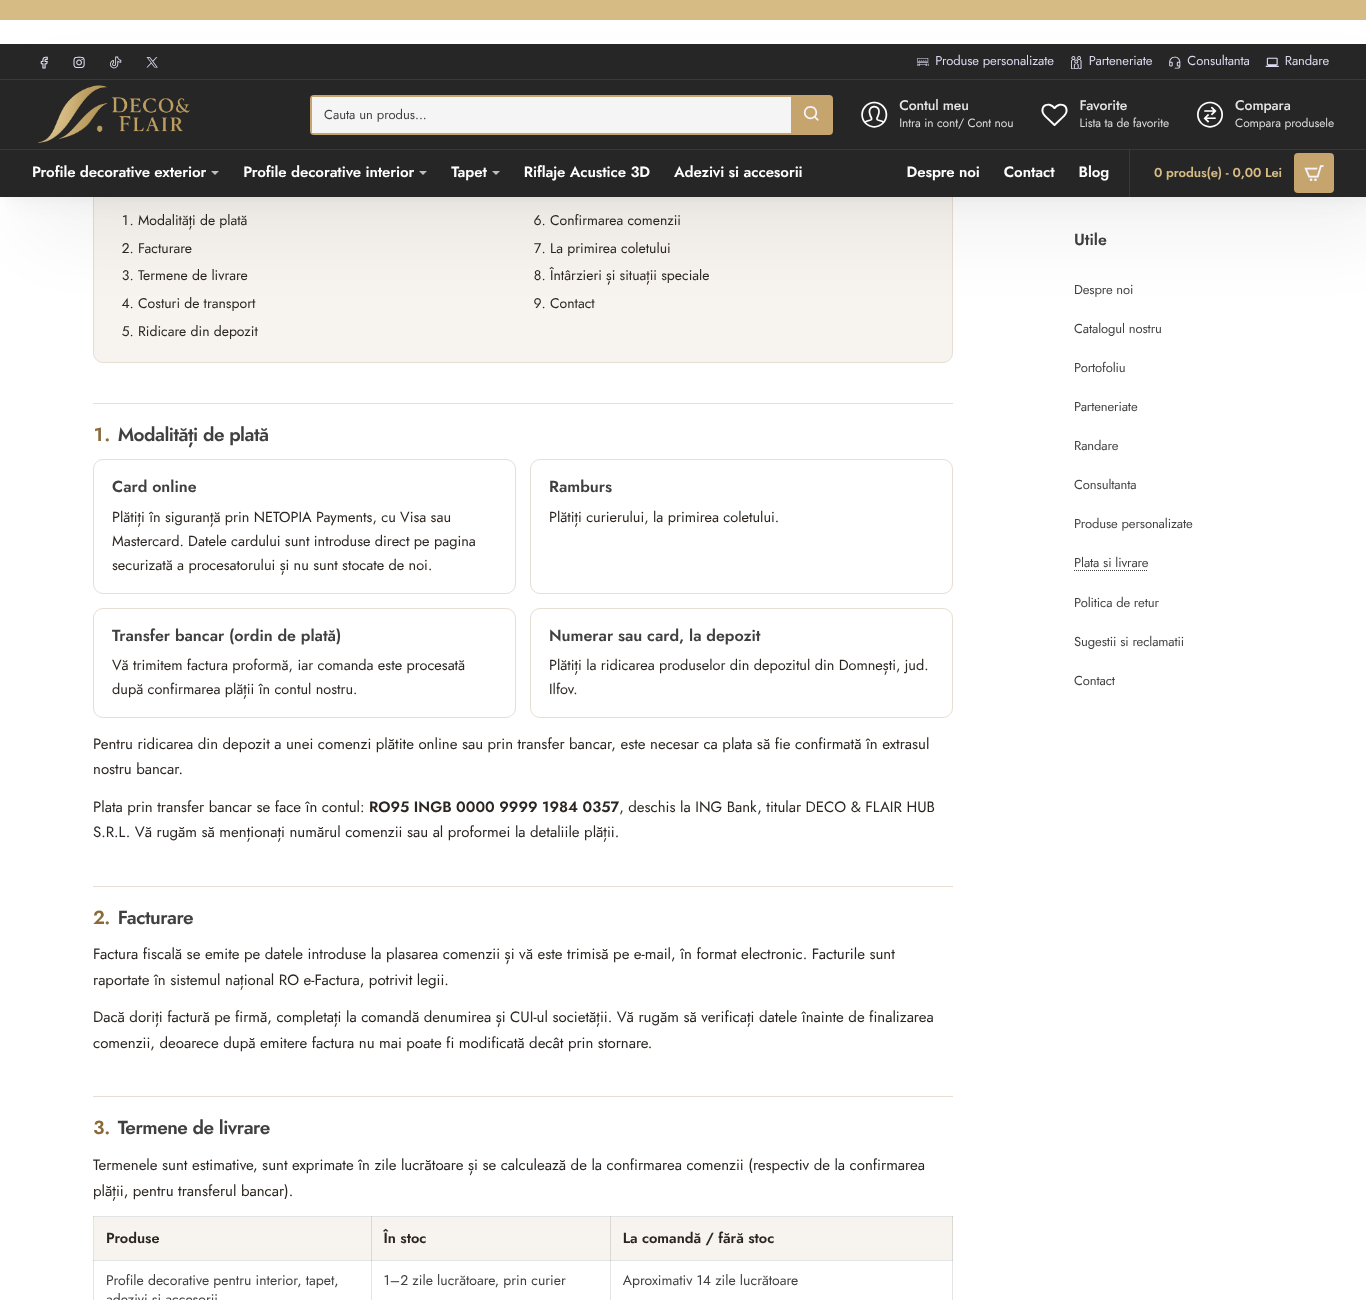 Produse personalizate
Parteneriate
Consultanta
Randare
DECO&
FLAIR
Cauta un produs...
Contul meu
Intra in cont/ Cont nou
Favorite
Lista ta de favorite
Compara
Compara produsele
Profile decorative exterior
Profile decorative interior
Tapet
Riflaje Acustice 3D
Adezivi si accesorii
Despre noi
Contact
Blog
0 produs(e) - 0,00 Lei
1. Modalități de plată
2. Facturare
3. Termene de livrare
4. Costuri de transport
5. Ridicare din depozit
6. Confirmarea comenzii
7. La primirea coletului
8. Întârzieri și situații speciale
9. Contact
1. Modalități de plată
Card online
Plătiți în siguranță prin NETOPIA Payments, cu Visa sau
Mastercard. Datele cardului sunt introduse direct pe pagina
securizată a procesatorului și nu sunt stocate de noi.
Ramburs
Plătiți curierului, la primirea coletului.
Transfer bancar (ordin de plată)
Vă trimitem factura proformă, iar comanda este procesată
după confirmarea plății în contul nostru.
Numerar sau card, la depozit
Plătiți la ridicarea produselor din depozitul din Domnești, jud.
Ilfov.
Pentru ridicarea din depozit a unei comenzi plătite online sau prin transfer bancar, este necesar ca plata să fie confirmată în extrasul
nostru bancar.
Plata prin transfer bancar se face în contul: RO95 INGB 0000 9999 1984 0357, deschis la ING Bank, titular DECO & FLAIR HUB
S.R.L. Vă rugăm să menționați numărul comenzii sau al proformei la detaliile plății.
2. Facturare
Factura fiscală se emite pe datele introduse la plasarea comenzii și vă este trimisă pe e-mail, în format electronic. Facturile sunt
raportate în sistemul național RO e-Factura, potrivit legii.
Dacă doriți factură pe firmă, completați la comandă denumirea și CUI-ul societății. Vă rugăm să verificați datele înainte de finalizarea
comenzii, deoarece după emitere factura nu mai poate fi modificată decât prin stornare.
3. Termene de livrare
Termenele sunt estimative, sunt exprimate în zile lucrătoare și se calculează de la confirmarea comenzii (respectiv de la confirmarea
plății, pentru transferul bancar).
Produse
În stoc
La comandă / fără stoc
Profile decorative pentru interior, tapet,
adezivi și accesorii
1–2 zile lucrătoare, prin curier
Aproximativ 14 zile lucrătoare
Utile
Despre noi
Catalogul nostru
Portofoliu
Parteneriate
Randare
Consultanta
Produse personalizate
Plata si livrare
Politica de retur
Sugestii si reclamatii
Contact